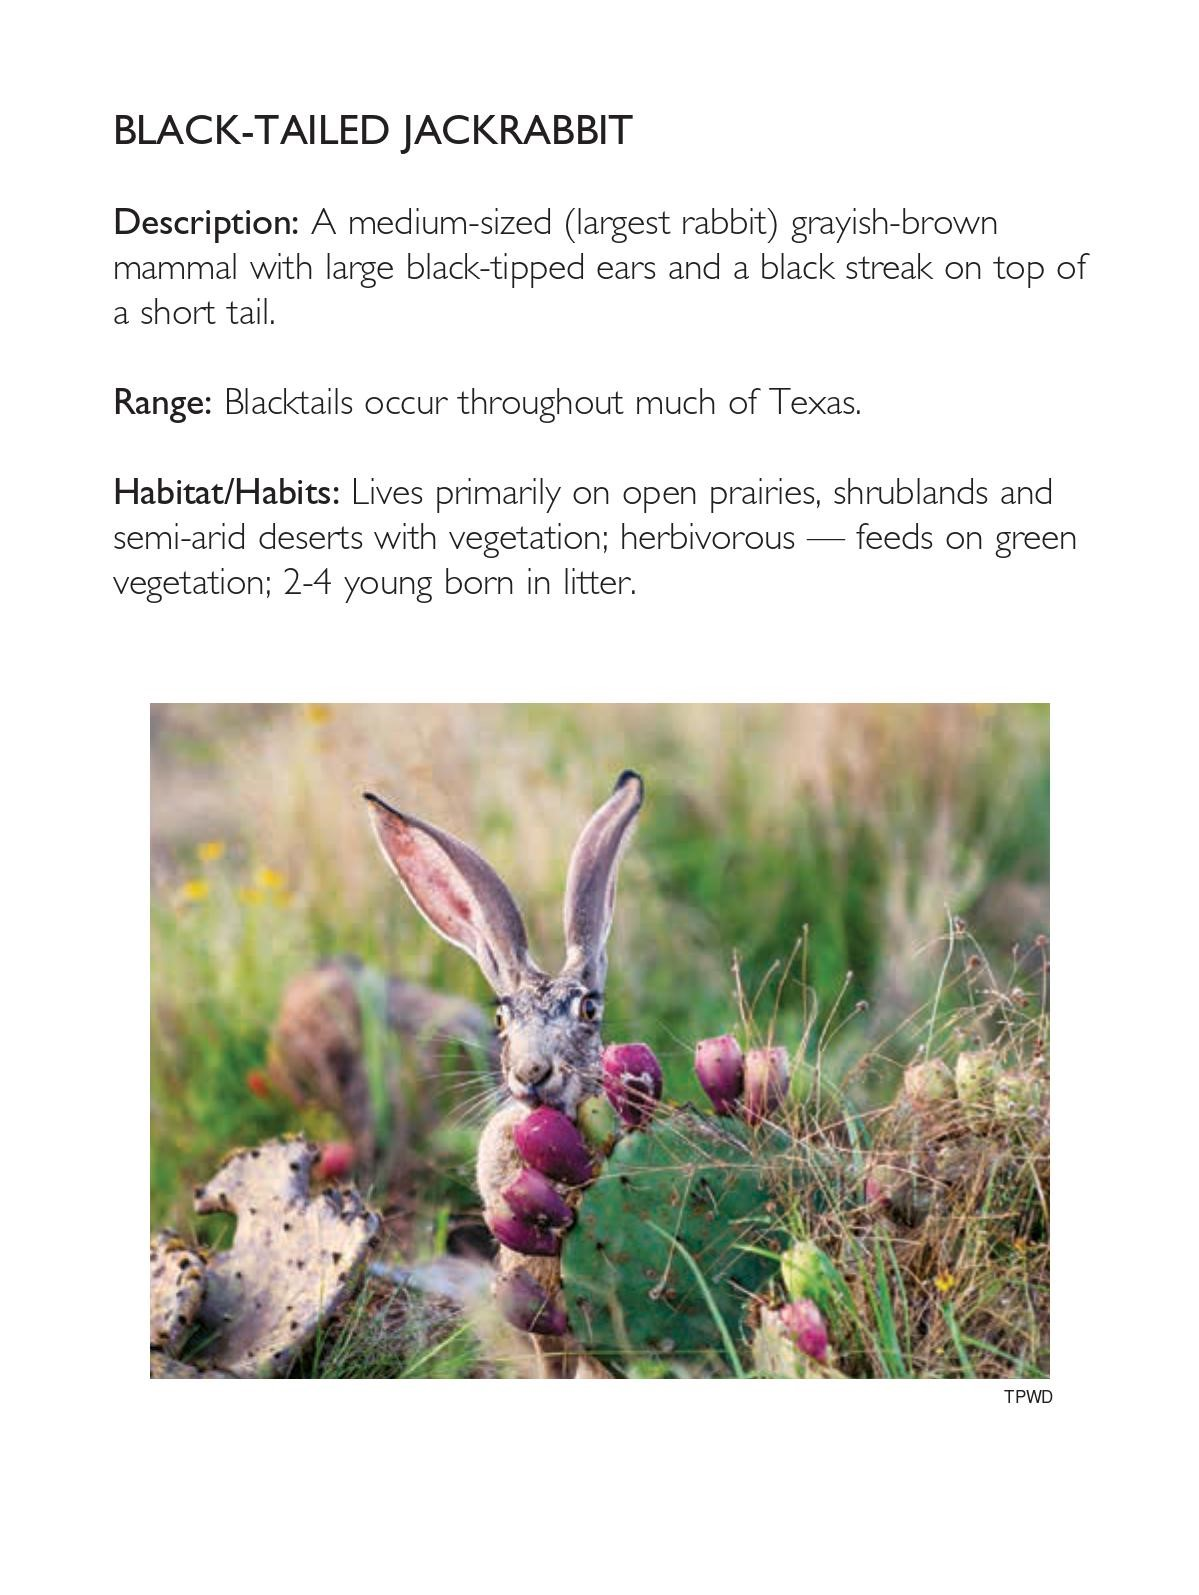 BLACK-TAILED JACKRABBIT
Description: A medium-sized (largest rabbit) grayish-brown
mammal with large black-tipped ears and a black streak on top of
a short tail.
Range: Blacktails occur throughout much of Texas.
Habitat/Habits: Lives primarily on open prairies, shrublands and
semi-arid deserts with vegetation; herbivorous — feeds on green
vegetation; 2-4 young born in litter.
TPWD